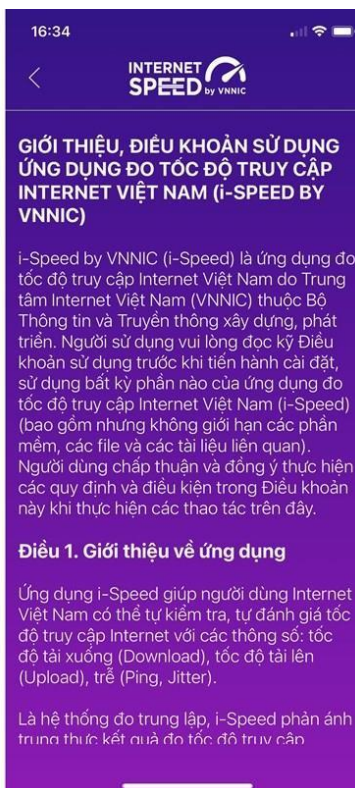 16:34
INTERNET
SPEED by VNNIC
GIỚI THIỆU, ĐIỀU KHOẢN SỬ DỤNG
ỨNG DỤNG ĐO TỐC ĐỘ TRUY CẬP
INTERNET VIỆT NAM (i-SPEED BY
VNNIC)
i-Speed by VNNIC (i-Speed) là ứng dụng đo
tốc độ truy cập Internet Việt Nam do Trung
tâm Internet Việt Nam (VNNIC) thuộc Bộ
Thông tin và Truyền thông xây dựng, phát
triển. Người sử dụng vui lòng đọc kỹ Điều
khoản sử dụng trước khi tiến hành cài đặt,
sử dụng bất kỳ phần nào của ứng dụng đo
tốc độ truy cập Internet Việt Nam (i-Speed)
(bao gồm nhưng không giới hạn các phần
mềm, các file và các tài liệu liên quan).
Người dùng chấp thuận và đồng ý thực hiện
các quy định và điều kiện trong Điều khoản
này khi thực hiện các thao tác trên đây.
Điều 1. Giới thiệu về ứng dụng
Ứng dụng i-Speed giúp người dùng Internet
Việt Nam có thể tự kiểm tra, tự đánh giá tốc
độ truy cập Internet với các thông số: tốc
độ tải xuống (Download), tốc độ tải lên
(Upload), trễ (Ping, Jitter).
Là hệ thống đo trung lập, i-Speed phản ánh
trung thực kết quả đo tốc độ truy cập